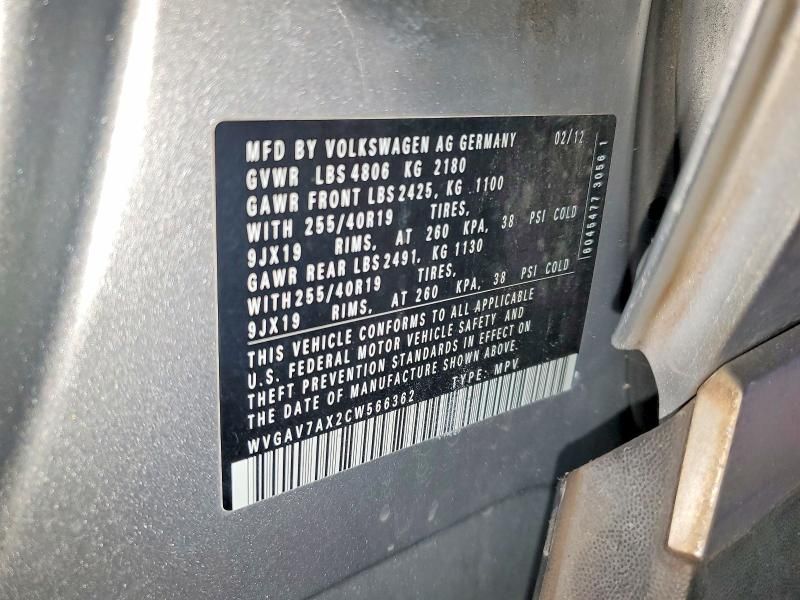 MFD BY VOLKSWAGEN AG GERMANY 02/12
GVWR LBS 4806 KG 2180
GAWR FRONT LBS 2425, KG 1100
WITH 255/40R19 TIRES,
9JX19 RIMS, AT 260 KPA, 38 PSI COLD
GAWR REAR LBS 2491, KG 1130
WITH 255/40R19 TIRES,
9JX19 RIMS, AT 260 KPA, 38 PSI COLD
THIS VEHICLE CONFORMS TO ALL APPLICABLE
U.S. FEDERAL MOTOR VEHICLE SAFETY AND
THEFT PREVENTION STANDARDS IN EFFECT ON
THE DATE OF MANUFACTURE SHOWN ABOVE.
WVGAV7AX2CW566362 TYPE: MPV
6045477 3056 1